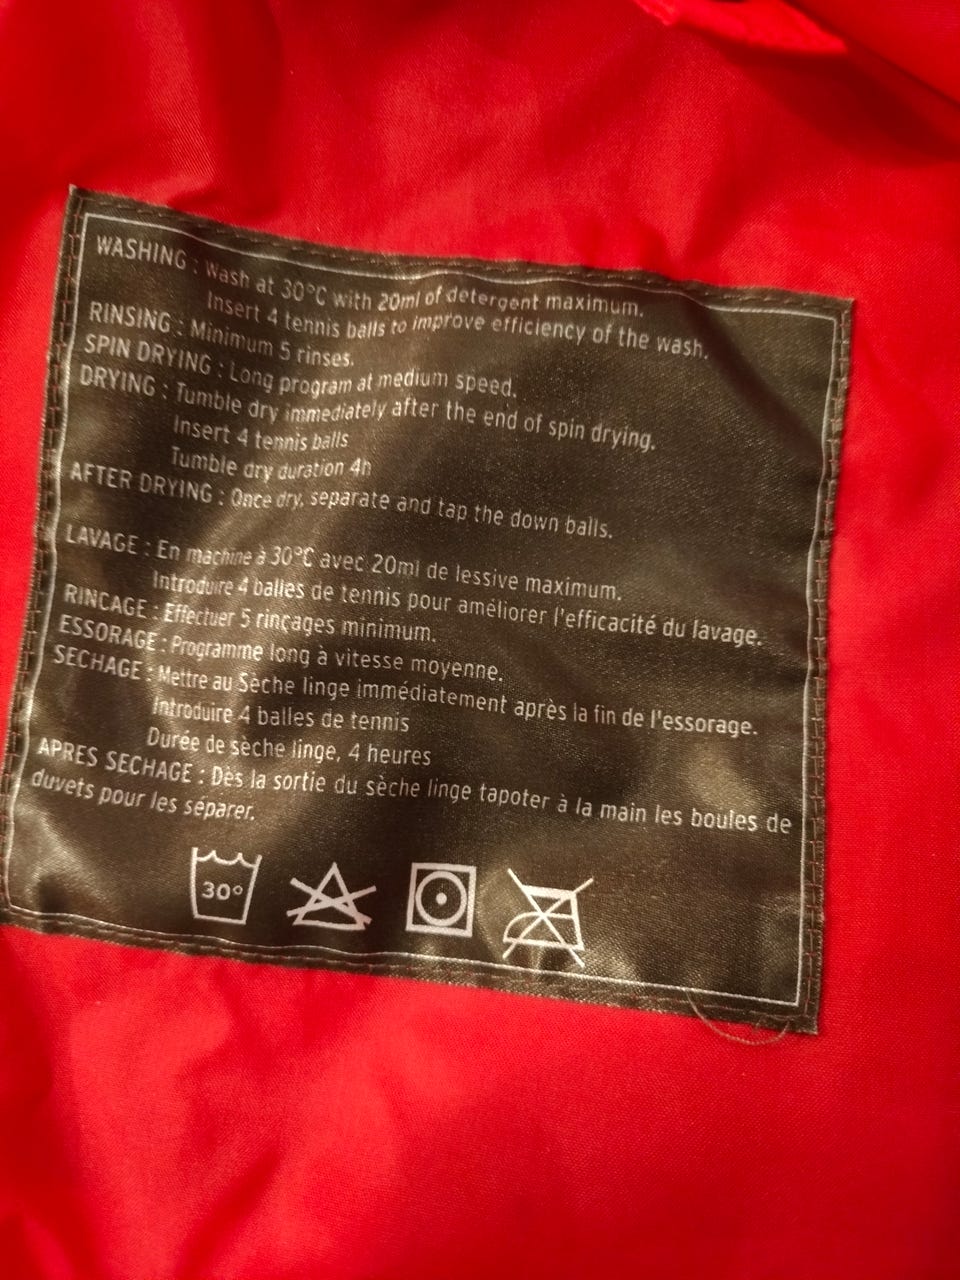 WASHING : Wash at 30°C with 20ml of detergent maximum.
Insert 4 tennis balls to improve efficiency of the wash.
RINSING : Minimum 5 rinses.
SPIN DRYING : Long program at medium speed.
DRYING : Tumble dry immediately after the end of spin drying.
Insert 4 tennis balls
Tumble dry duration 4h
AFTER DRYING : Once dry, separate and tap the down balls.
LAVAGE : En machine à 30°C avec 20ml de lessive maximum.
Introduire 4 balles de tennis pour améliorer l'efficacité du lavage.
RINCAGE : Effectuer 5 rincages minimum.
ESSORAGE : Programme long à vitesse moyenne.
SECHAGE : Mettre au Sèche linge immédiatement après la fin de l'essorage.
Introduire 4 balles de tennis
Durée de sèche linge, 4 heures
APRES SECHAGE : Dès la sortie du sèche linge tapoter à la main les boules de
duvets pour les séparer.
30°